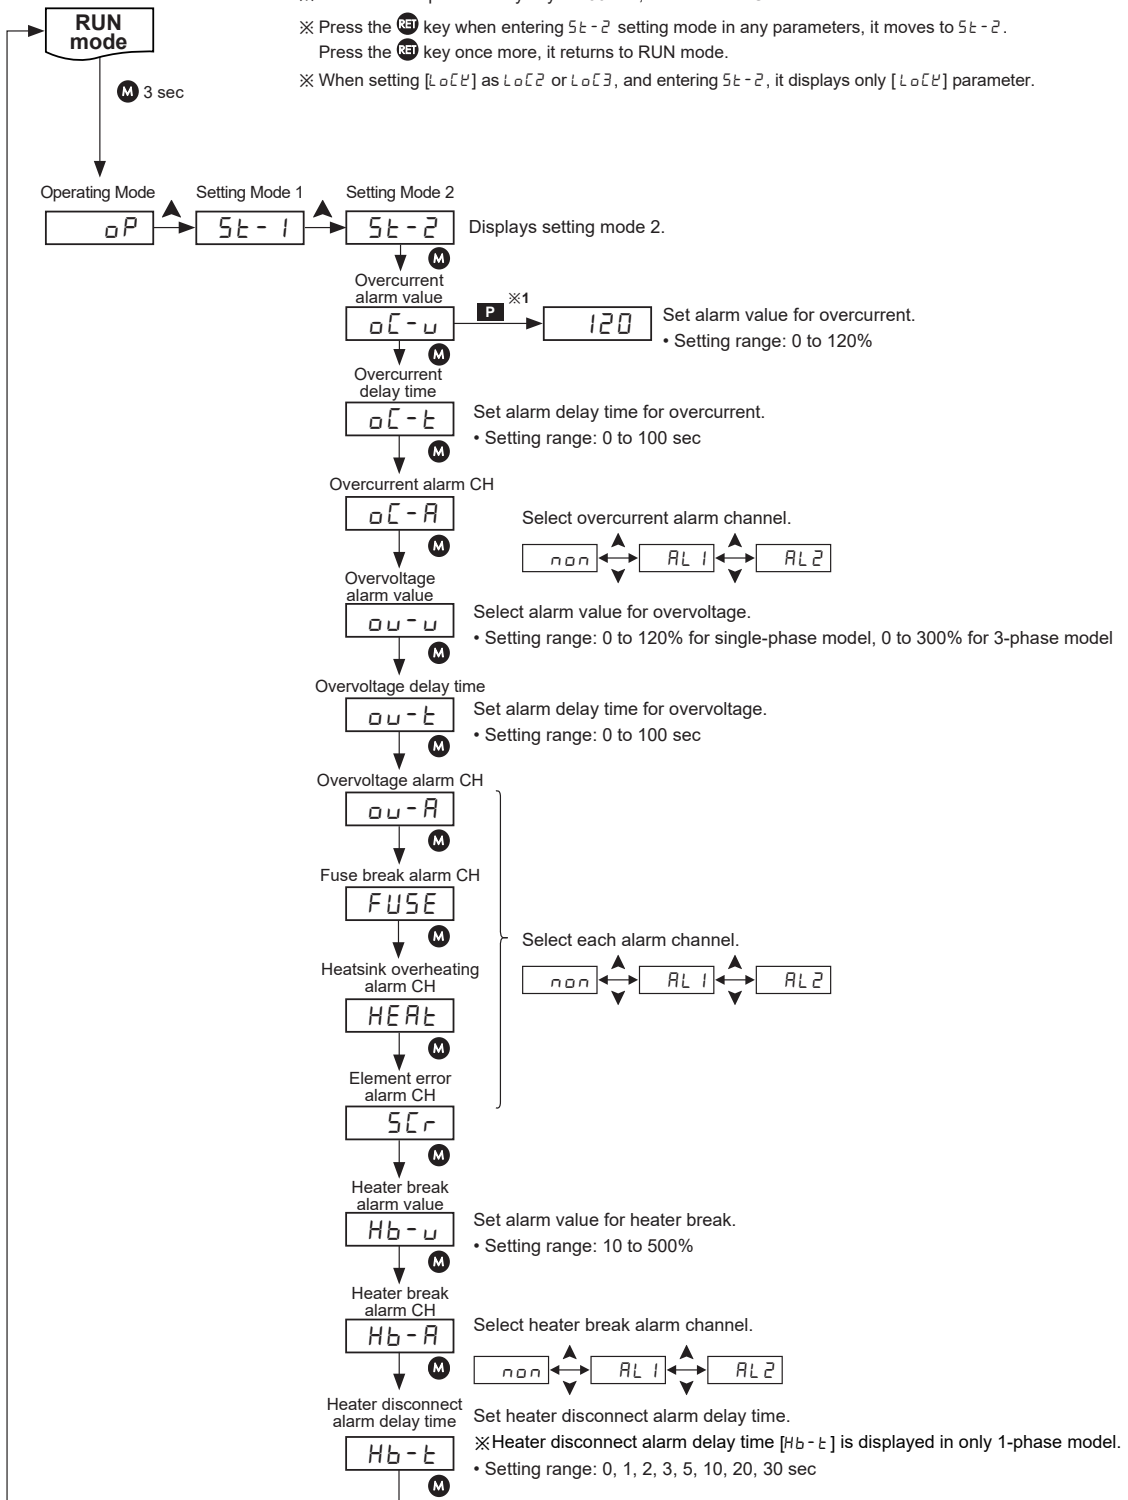 RUN
mode
※ Press the RET key when entering St-2 setting mode in any parameters, it moves to St-2.
Press the RET key once more, it returns to RUN mode.
※ When setting [LoCY] as LoC2 or LoC3, and entering St-2, it displays only [LoCY] parameter.
M 3 sec
Operating Mode
Setting Mode 1
Setting Mode 2
oP
St-1
St-2
Displays setting mode 2.
M
Overcurrent
alarm value
oC-u
P
※1
120
Set alarm value for overcurrent.
• Setting range: 0 to 120%
M
Overcurrent
delay time
oC-t
Set alarm delay time for overcurrent.
• Setting range: 0 to 100 sec
M
Overcurrent alarm CH
oC-A
Select overcurrent alarm channel.
M
non
AL1
AL2
Overvoltage
alarm value
ou-u
Select alarm value for overvoltage.
• Setting range: 0 to 120% for single-phase model, 0 to 300% for 3-phase model
M
Overvoltage delay time
ou-t
Set alarm delay time for overvoltage.
• Setting range: 0 to 100 sec
M
Overvoltage alarm CH
ou-A
M
Fuse break alarm CH
FUSE
M
Select each alarm channel.
non
AL1
AL2
Heatsink overheating
alarm CH
HEAt
M
Element error
alarm CH
SCr
M
Heater break
alarm value
Hb-u
Set alarm value for heater break.
• Setting range: 10 to 500%
M
Heater break
alarm CH
Hb-A
Select heater break alarm channel.
M
non
AL1
AL2
Heater disconnect
alarm delay time
Set heater disconnect alarm delay time.
Hb-t
※Heater disconnect alarm delay time [Hb-t] is displayed in only 1-phase model.
• Setting range: 0, 1, 2, 3, 5, 10, 20, 30 sec
M